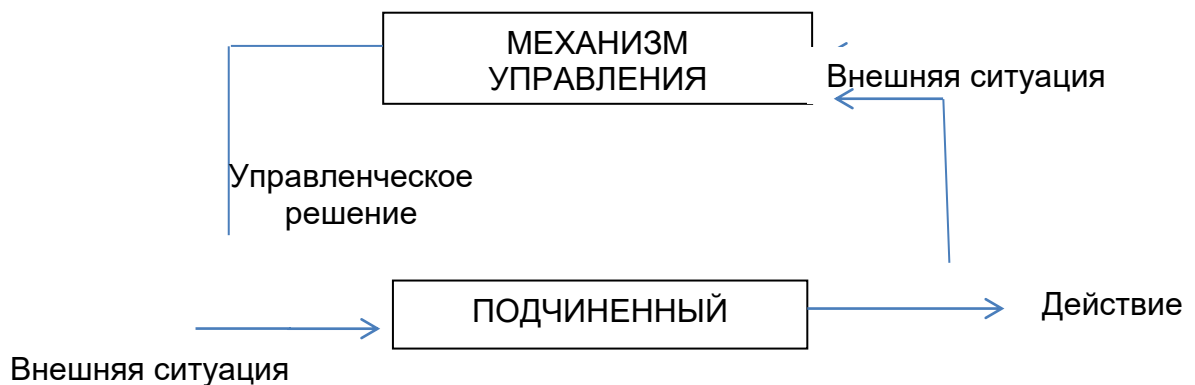 МЕХАНИЗМ
УПРАВЛЕНИЯ
Внешняя ситуация
Управленческое
решение
ПОДЧИНЕННЫЙ
Действие
Внешняя ситуация